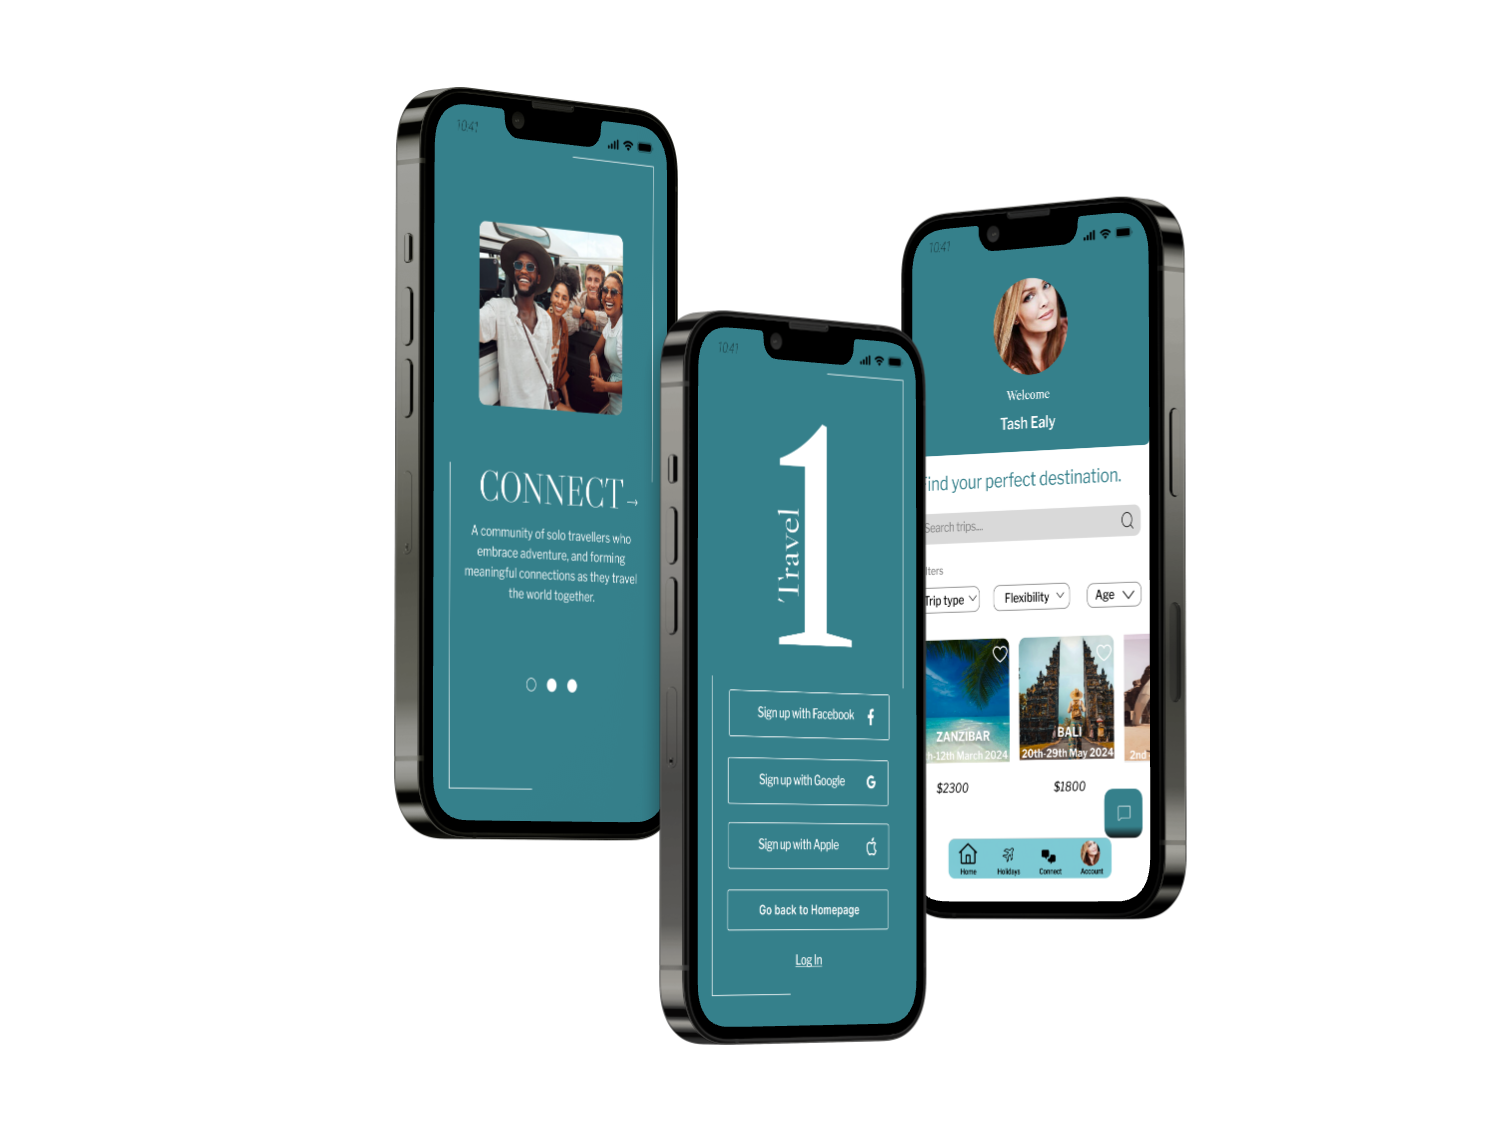 10:41
CONNECT→
A community of solo travellers who
embrace adventure, and forming
meaningful connections as they travel
the world together.
10:41
Travel
1
Sign up with Facebook
Sign up with Google
G
Sign up with Apple
Go back to Homepage
Log In
10:41
Welcome
Tash Ealy
ind your perfect destination.
Search trips....
lters
Trip type
Flexibility
Age
ZANZIBAR
h-12th March 2024
BALI
20th-29th May 2024
2nd
$2300
$1800
Home
Holidays
Connect
Account